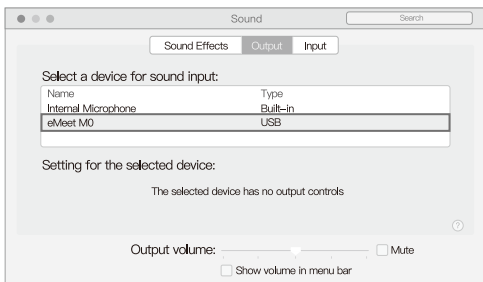 Sound
Search
Sound Effects Output Input
Select a device for sound input:
Name Type
Internal Microphone Built-in
eMeet M0 USB
Setting for the selected device:
The selected device has no output controls
?
Output volume: Mute
Show volume in menu bar